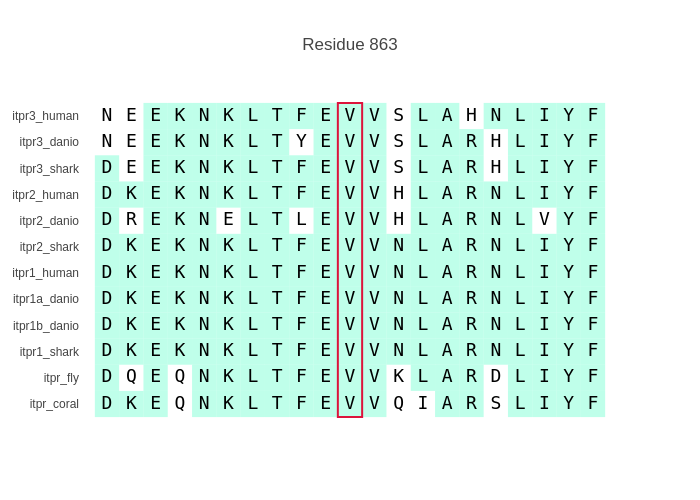 Residue 863
itpr3_human N E E K N K L T F E V V S L A H N L I Y F
itpr3_danio N E E K N K L T Y E V V S L A R H L I Y F
itpr3_shark D E E K N K L T F E V V S L A R H L I Y F
itpr2_human D K E K N K L T F E V V H L A R N L I Y F
itpr2_danio D R E K N E L T L E V V H L A R N L V Y F
itpr2_shark D K E K N K L T F E V V N L A R N L I Y F
itpr1_human D K E K N K L T F E V V N L A R N L I Y F
itpr1a_danio D K E K N K L T F E V V N L A R N L I Y F
itpr1b_danio D K E K N K L T F E V V N L A R N L I Y F
itpr1_shark D K E K N K L T F E V V N L A R N L I Y F
itpr_fly D Q E Q N K L T F E V V K L A R D L I Y F
itpr_coral D K E Q N K L T F E V V Q I A R S L I Y F